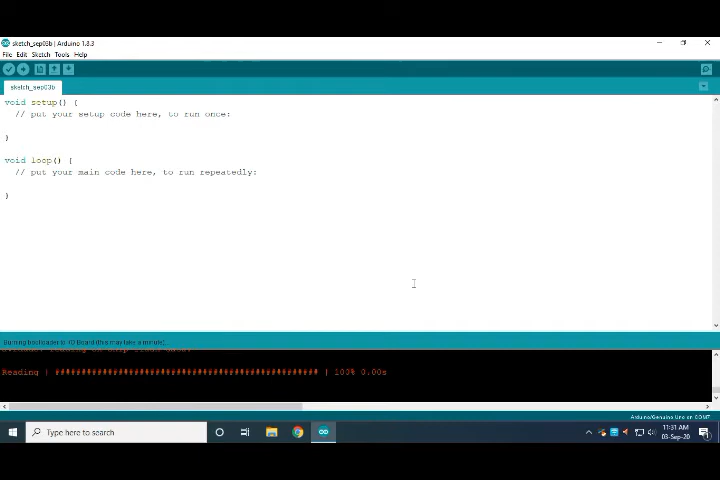 sketch_sep03b | Arduino 1.8.3
File Edit Sketch Tools Help
sketch_sep03b
void setup() {
// put your setup code here, to run once:
}
void loop() {
// put your main code here, to run repeatedly:
}
Burning bootloader to I/O Board (this may take a minute)...
Reading | ################################################## | 100% 0.00s
Arduino/Genuino Uno on COM7
Type here to search
11:31 AM
03-Sep-20